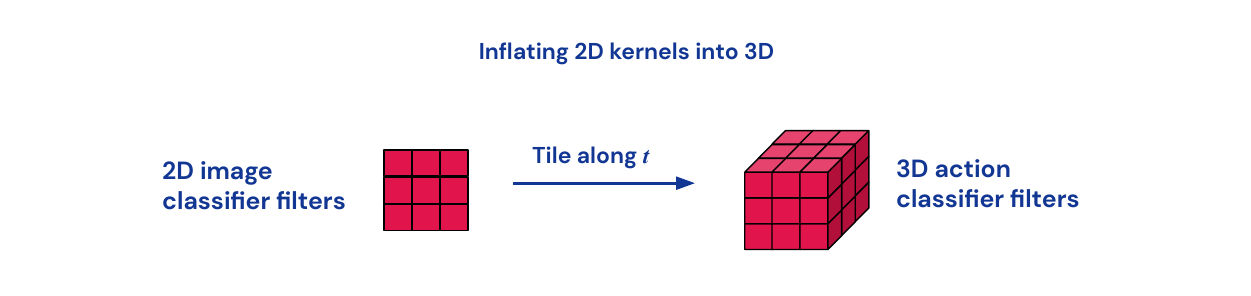 Inflating 2D kernels into 3D
2D image
classifier filters
Tile along t
3D action
classifier filters